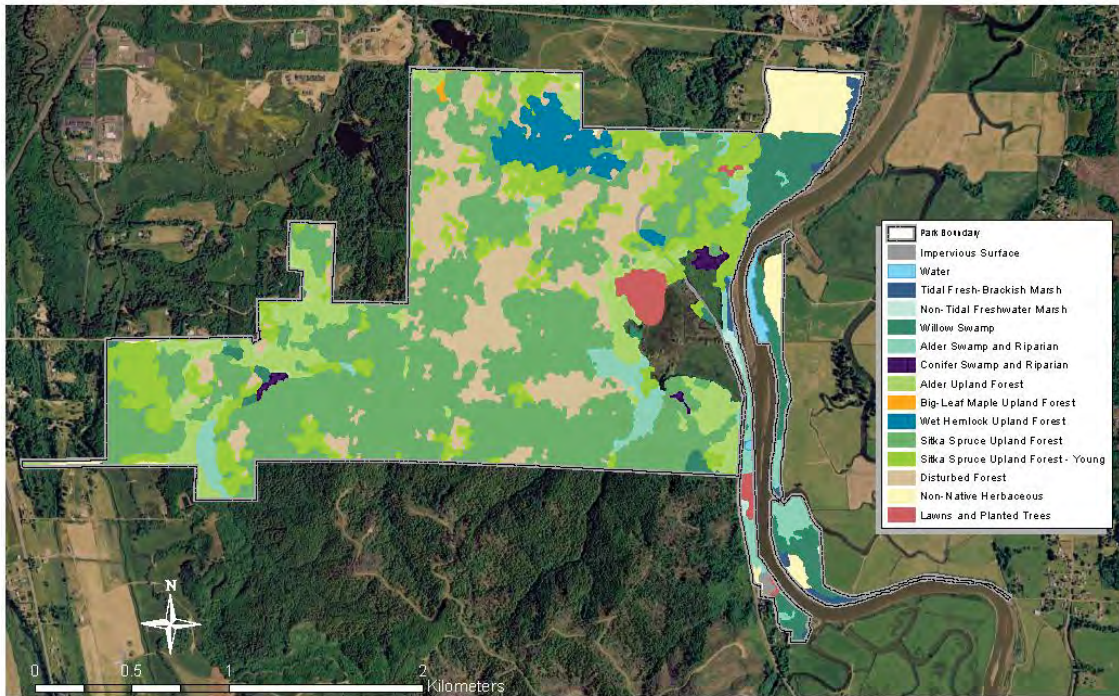 Park Boundary
Impervious Surface
Water
Tidal Fresh-Brackish Marsh
Non-Tidal Freshwater Marsh
Willow Swamp
Alder Swamp and Riparian
Conifer Swamp and Riparian
Alder Upland Forest
Big-Leaf Maple Upland Forest
Wet Hemlock Upland Forest
Sitka Spruce Upland Forest
Sitka Spruce Upland Forest - Young
Disturbed Forest
Non-Native Herbaceous
Lawns and Planted Trees
N
0 0.5 1 2
Kilometers